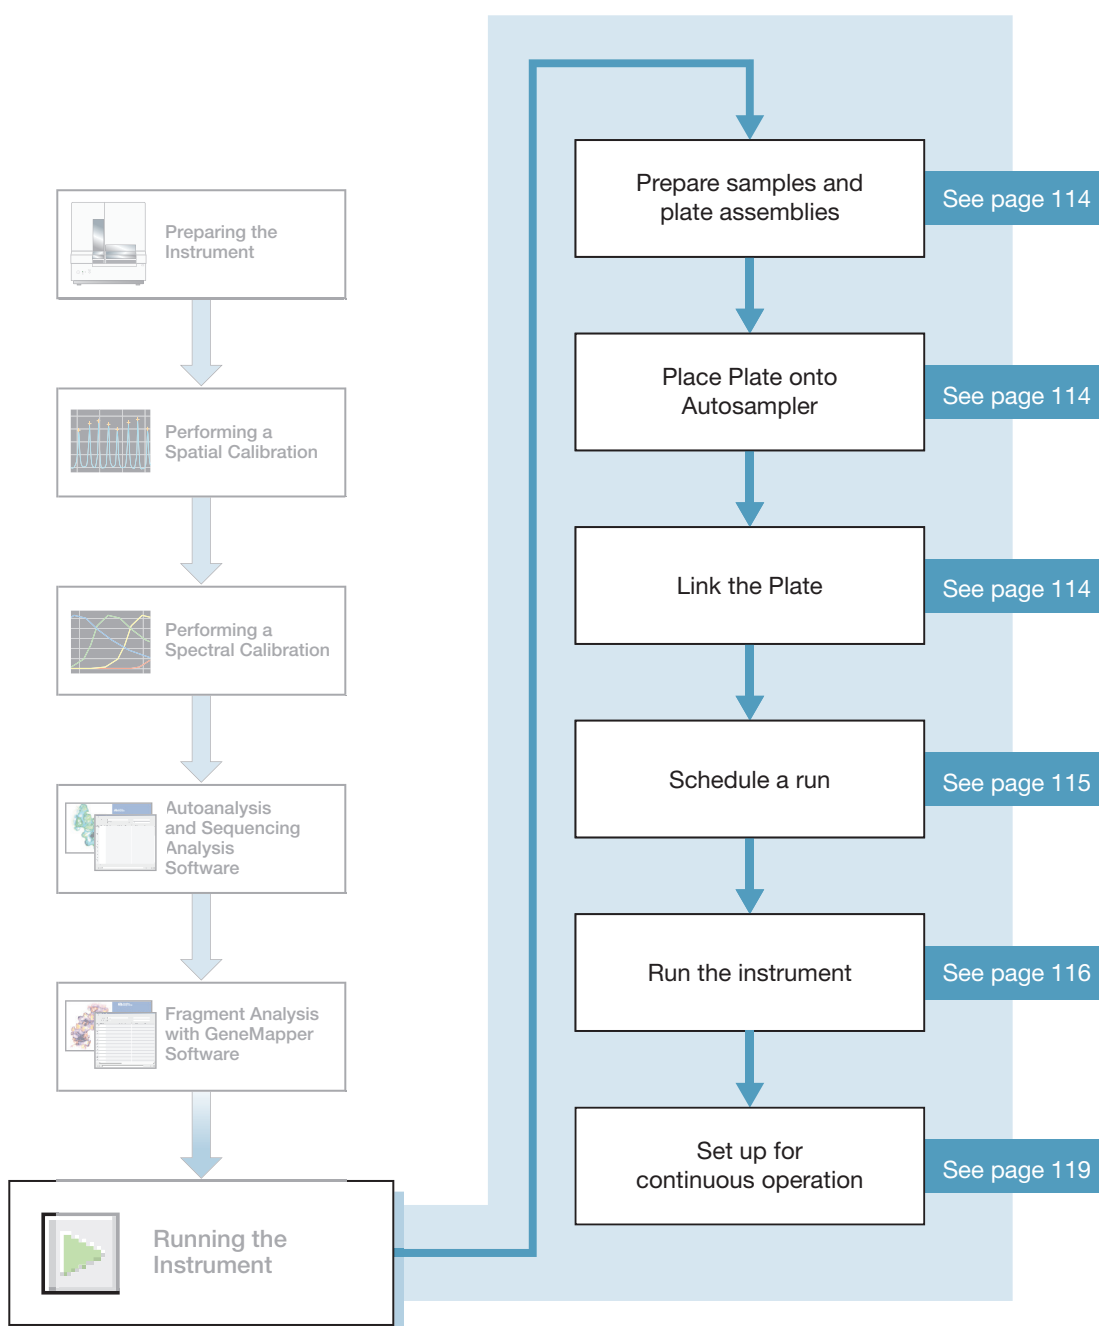 Preparing the
Instrument
Performing a
Spatial Calibration
Performing a
Spectral Calibration
Autoanalysis
and Sequencing
Analysis
Software
Fragment Analysis
with GeneMapper
Software
Running the
Instrument
Prepare samples and
plate assemblies
See page 114
Place Plate onto
Autosampler
See page 114
Link the Plate
See page 114
Schedule a run
See page 115
Run the instrument
See page 116
Set up for
continuous operation
See page 119